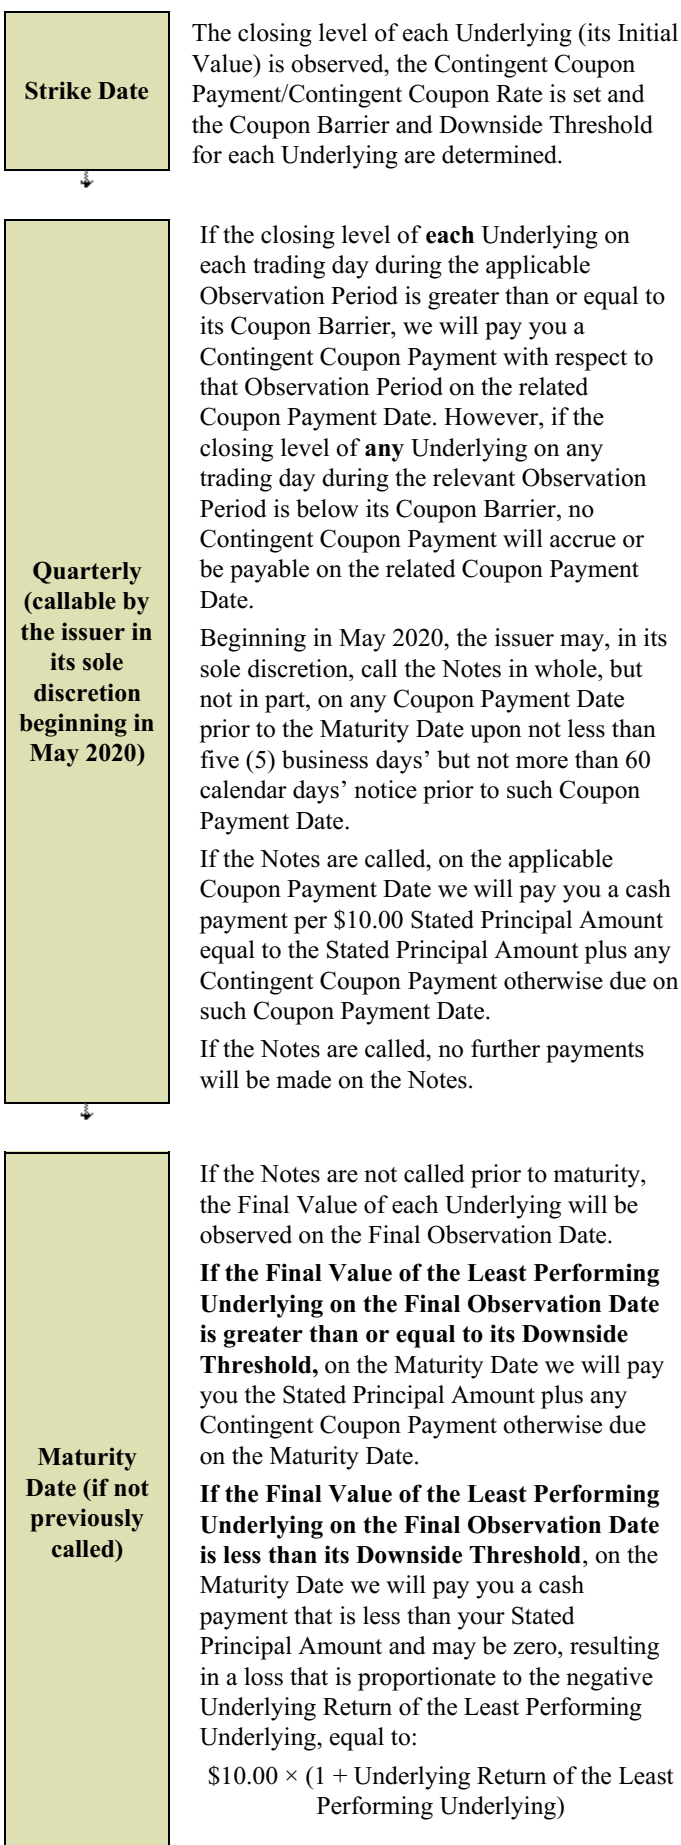 Strike Date
The closing level of each Underlying (its Initial
Value) is observed, the Contingent Coupon
Payment/Contingent Coupon Rate is set and
the Coupon Barrier and Downside Threshold
for each Underlying are determined.
Quarterly
(callable by
the issuer in
its sole
discretion
beginning in
May 2020)
If the closing level of each Underlying on
each trading day during the applicable
Observation Period is greater than or equal to
its Coupon Barrier, we will pay you a
Contingent Coupon Payment with respect to
that Observation Period on the related
Coupon Payment Date. However, if the
closing level of any Underlying on any
trading day during the relevant Observation
Period is below its Coupon Barrier, no
Contingent Coupon Payment will accrue or
be payable on the related Coupon Payment
Date.
Beginning in May 2020, the issuer may, in its
sole discretion, call the Notes in whole, but
not in part, on any Coupon Payment Date
prior to the Maturity Date upon not less than
five (5) business days’ but not more than 60
calendar days’ notice prior to such Coupon
Payment Date.
If the Notes are called, on the applicable
Coupon Payment Date we will pay you a cash
payment per $10.00 Stated Principal Amount
equal to the Stated Principal Amount plus any
Contingent Coupon Payment otherwise due on
such Coupon Payment Date.
If the Notes are called, no further payments
will be made on the Notes.
Maturity
Date (if not
previously
called)
If the Notes are not called prior to maturity,
the Final Value of each Underlying will be
observed on the Final Observation Date.
If the Final Value of the Least Performing
Underlying on the Final Observation Date
is greater than or equal to its Downside
Threshold, on the Maturity Date we will pay
you the Stated Principal Amount plus any
Contingent Coupon Payment otherwise due
on the Maturity Date.
If the Final Value of the Least Performing
Underlying on the Final Observation Date
is less than its Downside Threshold, on the
Maturity Date we will pay you a cash
payment that is less than your Stated
Principal Amount and may be zero, resulting
in a loss that is proportionate to the negative
Underlying Return of the Least Performing
Underlying, equal to:
$10.00 × (1 + Underlying Return of the Least
Performing Underlying)